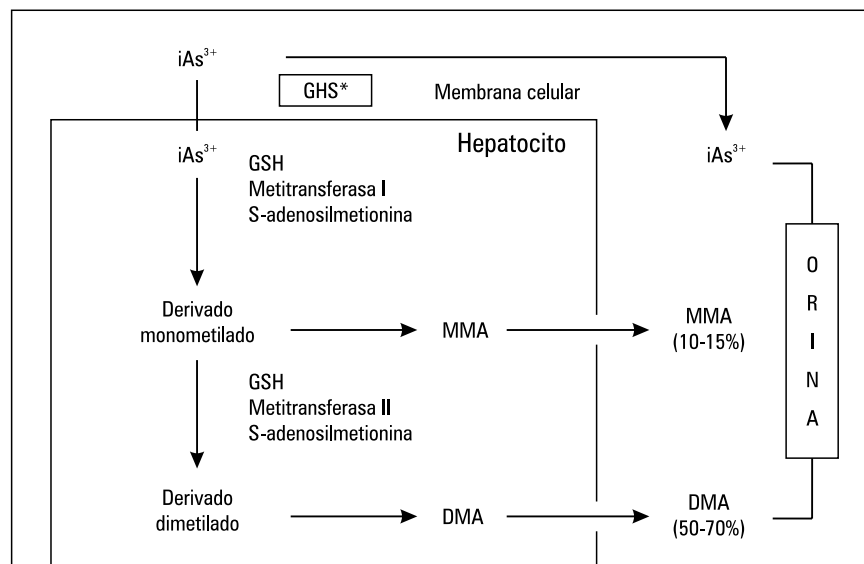 iAs³⁺
GHS*
Membrana celular
Hepatocito
iAs³⁺
iAs³⁺
GSH
Metitransferasa I
S-adenosilmetionina
Derivado
monometilado
MMA
MMA
(10-15%)
GSH
Metitransferasa II
S-adenosilmetionina
Derivado
dimetilado
DMA
DMA
(50-70%)
O
R
I
N
A